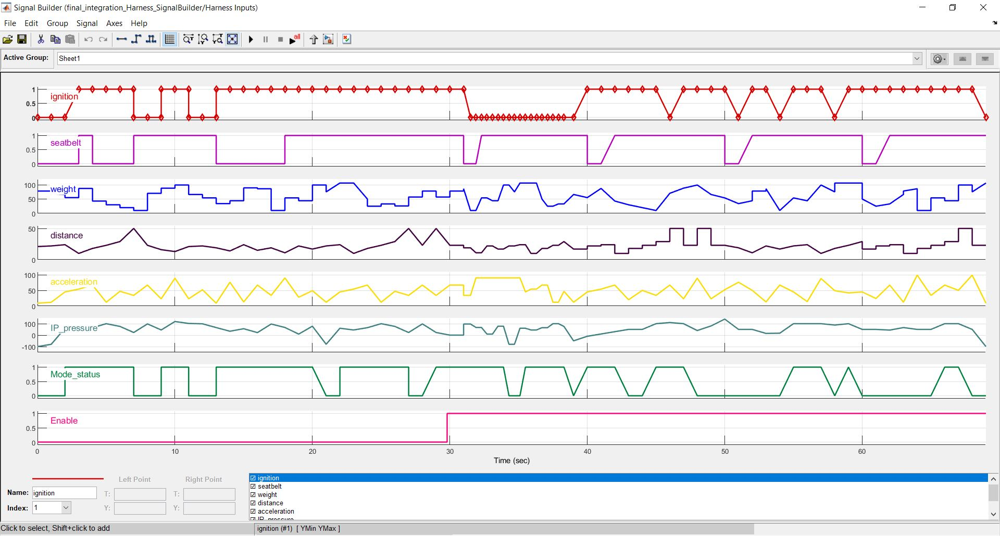 Signal Builder (final_integration_Harness_SignalBuilder/Harness Inputs)
File Edit Group Signal Axes Help
all
Active Group: Sheet1
1
ignition
0.5
0
1
seatbelt
0.5
0
100
weight
50
0
50
distance
0
100
acceleration
50
0
100
IP_pressure
0
-100
1
Mode_status
0.5
0
1
Enable
0.5
0
0 10 20 30 40 50 60
Time (sec)
Left Point Right Point
Name: ignition T: T:
Index: 1 Y: Y:
ignition
seatbelt
weight
distance
acceleration
IP_pressure
Click to select, Shift+click to add
ignition (#1) [ YMin YMax ]